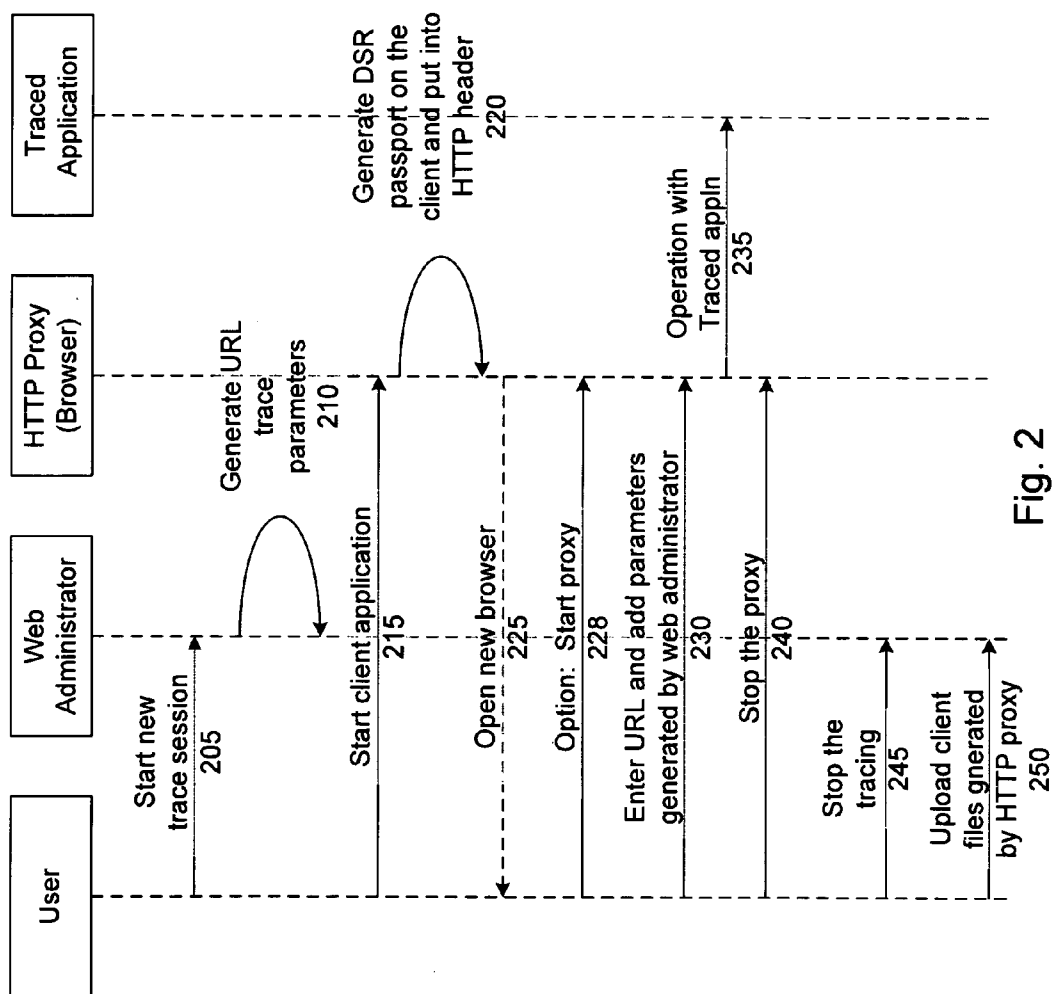 User
Web
Administrator
HTTP Proxy
(Browser)
Traced
Application
Start new
trace session
205
Generate URL
trace
parameters
210
Start client application
215
Generate DSR
passport on the
client and put into
HTTP header
220
Open new browser
225
Option: Start proxy
228
Enter URL and add parameters
generated by web administrator
230
Operation with
Traced appln
235
Stop the proxy
240
Stop the
tracing
245
Upload client
files gnerated
by HTTP proxy
250
Fig. 2